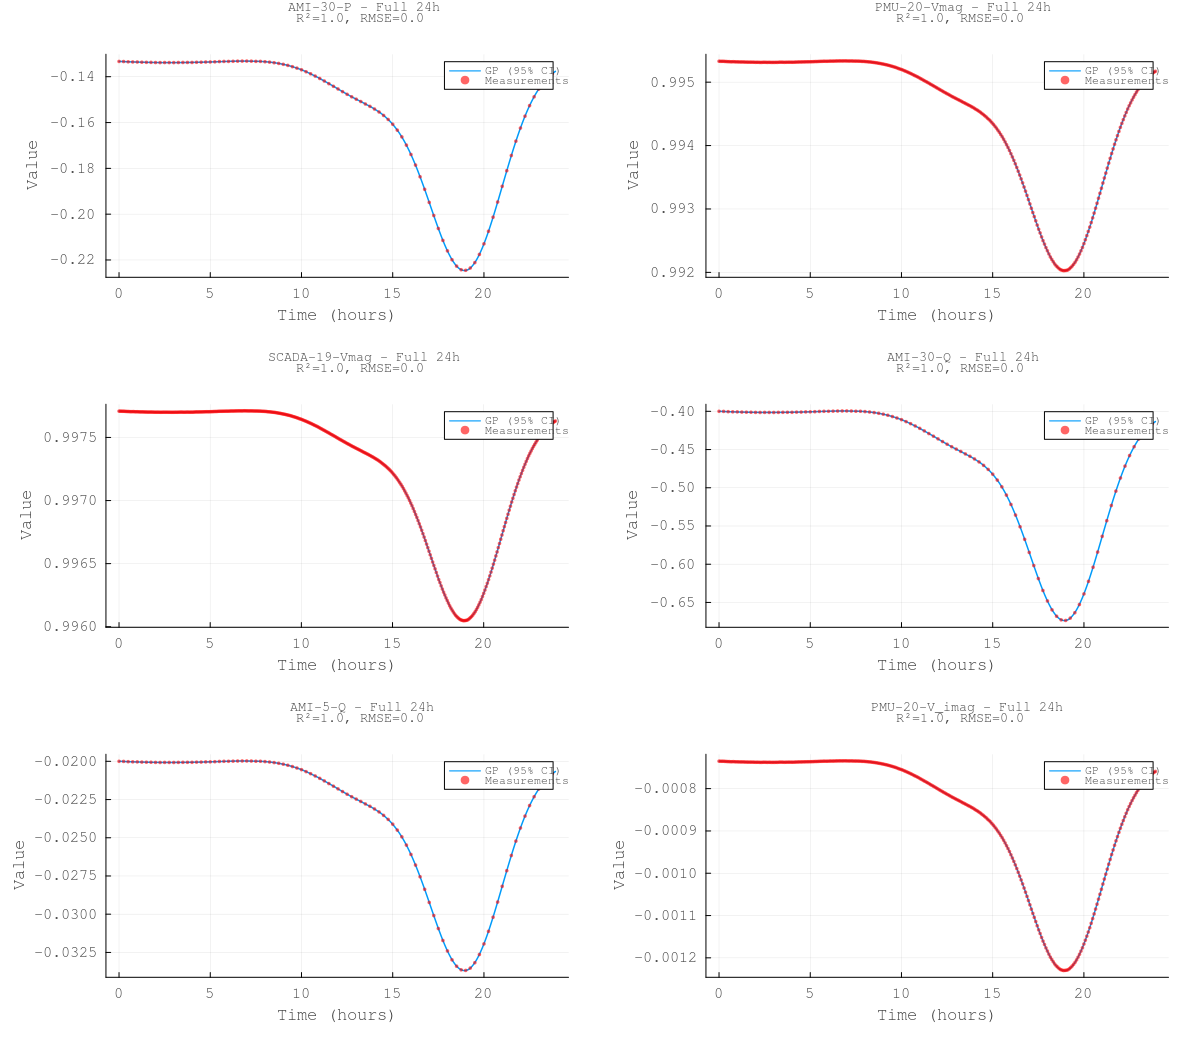 AMI-30-P - Full 24h
R²=1.0, RMSE=0.0
GP (95% CI)
Measurements
Value
-0.14
-0.16
-0.18
-0.20
-0.22
0 5 10 15 20
Time (hours)
PMU-20-Vmag - Full 24h
R²=1.0, RMSE=0.0
GP (95% CI)
Measurements
Value
0.995
0.994
0.993
0.992
0 5 10 15 20
Time (hours)
SCADA-19-Vmag - Full 24h
R²=1.0, RMSE=0.0
GP (95% CI)
Measurements
Value
0.9975
0.9970
0.9965
0.9960
0 5 10 15 20
Time (hours)
AMI-30-Q - Full 24h
R²=1.0, RMSE=0.0
GP (95% CI)
Measurements
Value
-0.40
-0.45
-0.50
-0.55
-0.60
-0.65
0 5 10 15 20
Time (hours)
AMI-5-Q - Full 24h
R²=1.0, RMSE=0.0
GP (95% CI)
Measurements
Value
-0.0200
-0.0225
-0.0250
-0.0275
-0.0300
-0.0325
0 5 10 15 20
Time (hours)
PMU-20-V_imag - Full 24h
R²=1.0, RMSE=0.0
GP (95% CI)
Measurements
Value
-0.0008
-0.0009
-0.0010
-0.0011
-0.0012
0 5 10 15 20
Time (hours)